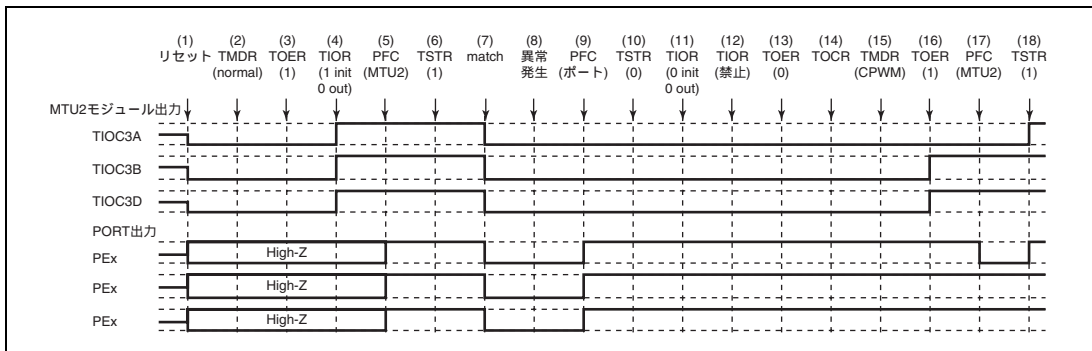 (1) (2) (3) (4) (5) (6) (7) (8) (9) (10) (11) (12) (13) (14) (15) (16) (17) (18)
リセット TMDR TOER TIOR PFC TSTR match 異常 PFC TSTR TIOR TIOR TOER TOCR TMDR TOER PFC TSTR
(normal) (1) (1 init (MTU2) (1) 発生 (ポート) (0) (0 init (禁止) (0) (CPWM) (1) (MTU2) (1)
0 out) 0 out)
MTU2モジュール出力
TIOC3A
TIOC3B
TIOC3D
PORT出力
PEx High-Z
PEx High-Z
PEx High-Z